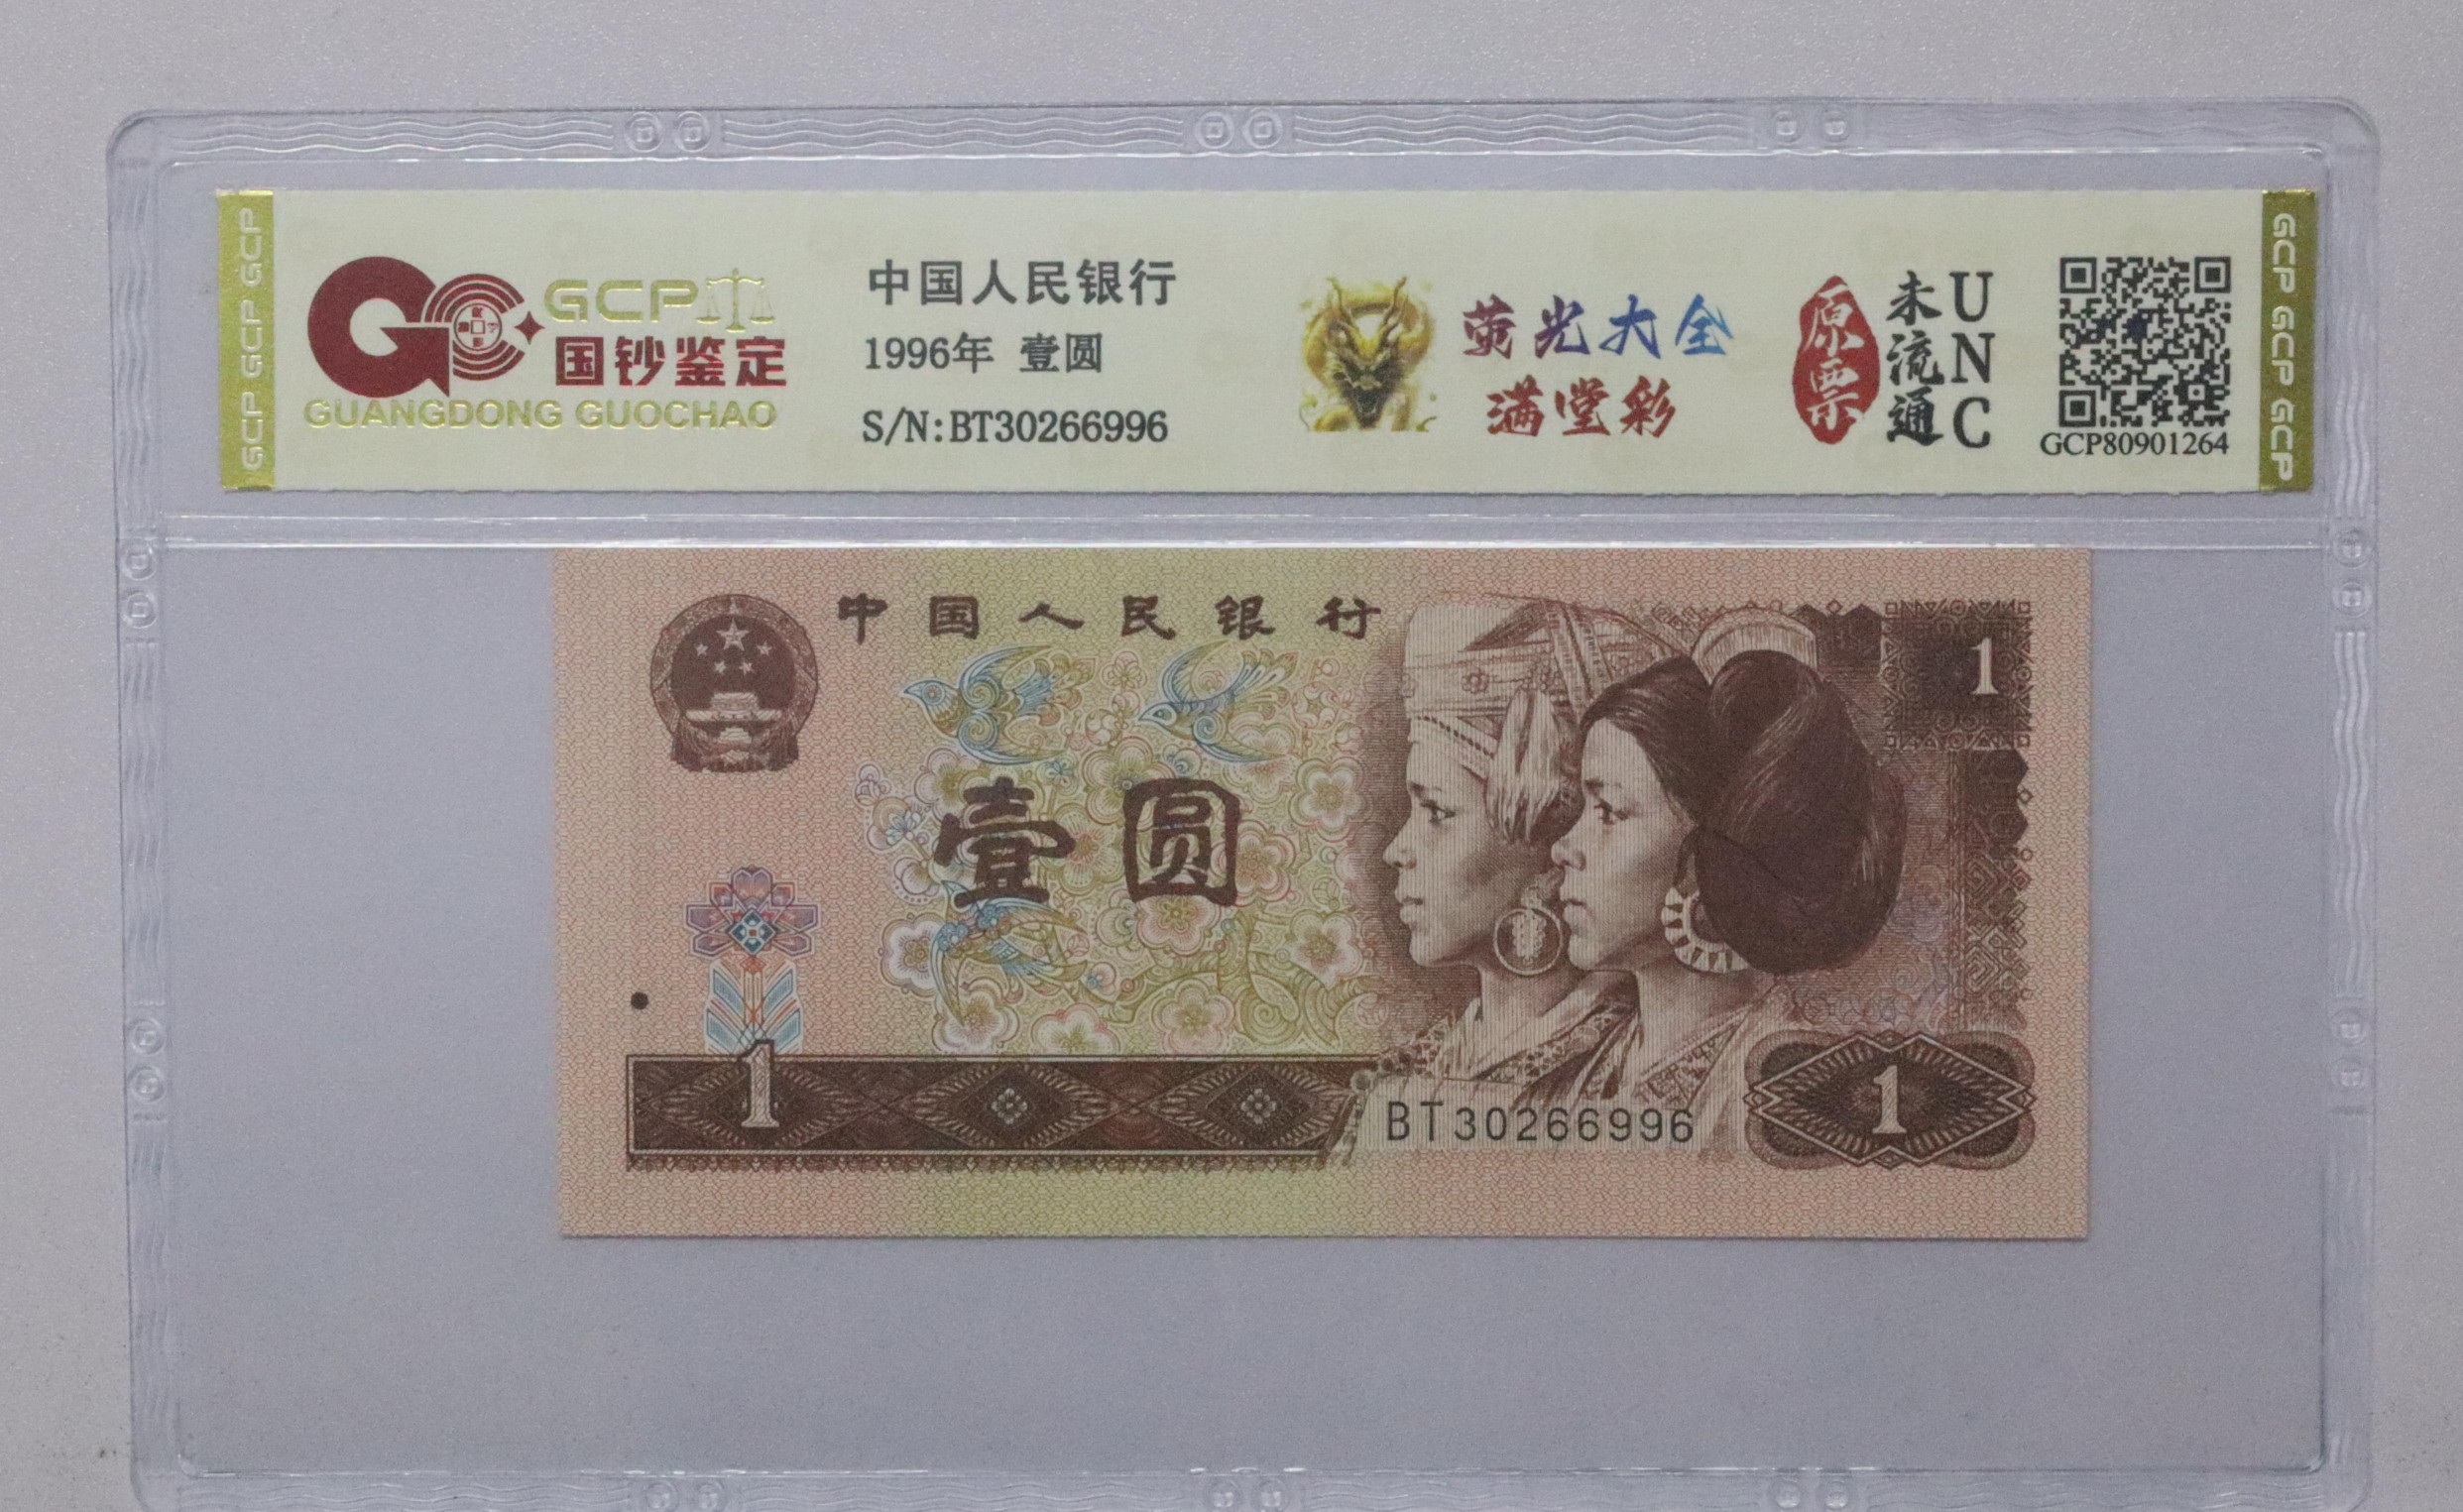 GCP GCP GCP
GCP
国钞鉴定
GUANGDONG GUOCHAO
中国人民银行
1996年 壹圆
S/N:BT30266996
荧光大全
满堂彩
原票
未流通
UNC
GCP80901264
GCP GCP GCP
中国人民银行
1
壹圆
1
BT30266996
1